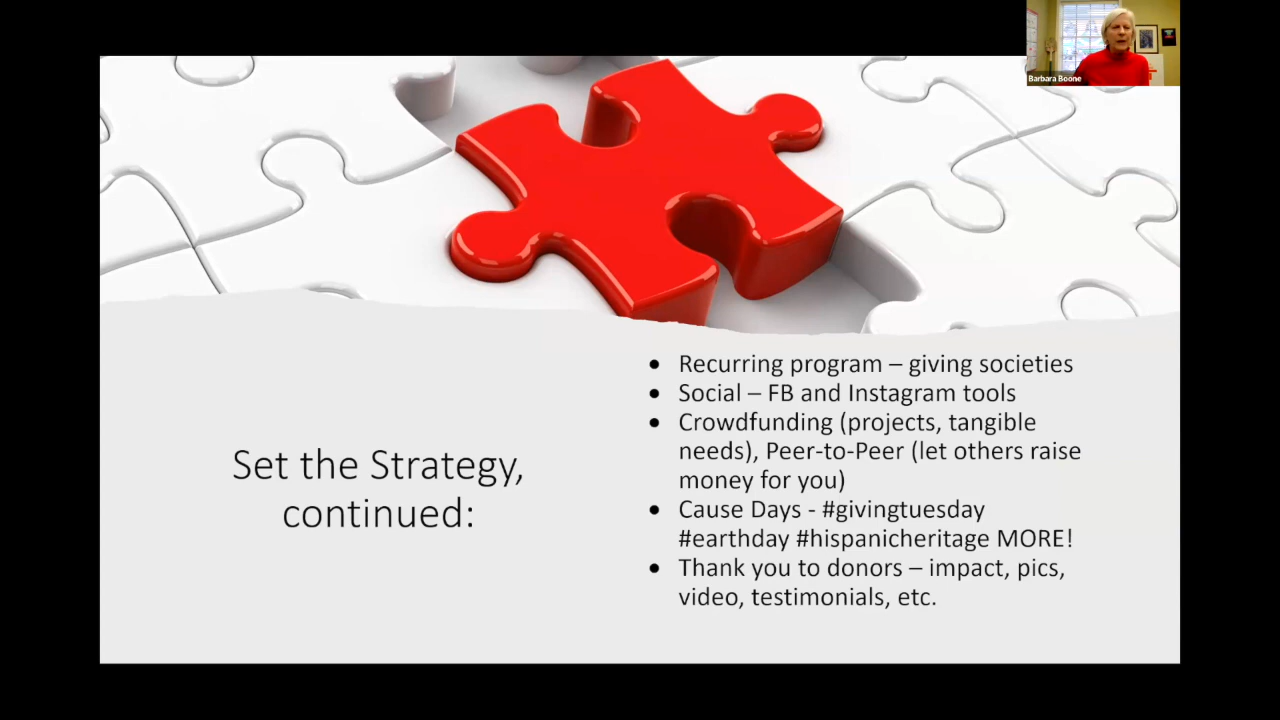 Barbara Boone
Set the Strategy,
continued:
• Recurring program – giving societies
• Social – FB and Instagram tools
• Crowdfunding (projects, tangible
needs), Peer-to-Peer (let others raise
money for you)
• Cause Days - #givingtuesday
#earthday #hispanicheritage MORE!
• Thank you to donors – impact, pics,
video, testimonials, etc.